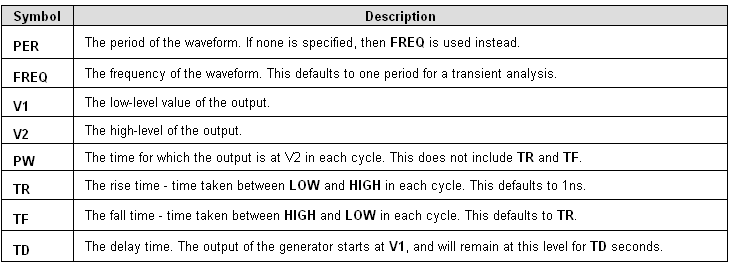 Symbol Description
PER The period of the waveform. If none is specified, then FREQ is used instead.
FREQ The frequency of the waveform. This defaults to one period for a transient analysis.
V1 The low-level value of the output.
V2 The high-level of the output.
PW The time for which the output is at V2 in each cycle. This does not include TR and TF.
TR The rise time - time taken between LOW and HIGH in each cycle. This defaults to 1ns.
TF The fall time - time taken between HIGH and LOW in each cycle. This defaults to TR.
TD The delay time. The output of the generator starts at V1, and will remain at this level for TD seconds.